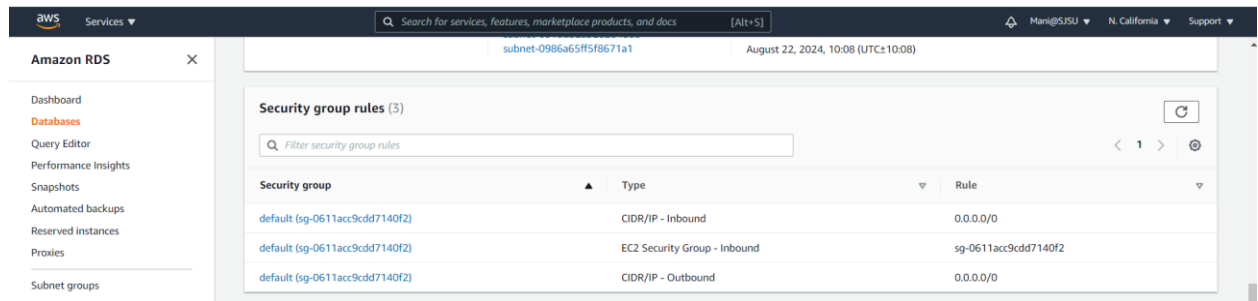 aws Services ▼ Search for services, features, marketplace products, and docs [Alt+S] Mani@SJSU ▼ N. California ▼ Support ▼
Amazon RDS
subnet-0986a65ff5f8671a1 August 22, 2024, 10:08 (UTC±10:08)
Dashboard
Databases
Query Editor
Performance Insights
Snapshots
Automated backups
Reserved instances
Proxies
Subnet groups
Security group rules (3)
Filter security group rules
1
Security group Type Rule
default (sg-0611acc9cdd7140f2) CIDR/IP - Inbound 0.0.0.0/0
default (sg-0611acc9cdd7140f2) EC2 Security Group - Inbound sg-0611acc9cdd7140f2
default (sg-0611acc9cdd7140f2) CIDR/IP - Outbound 0.0.0.0/0